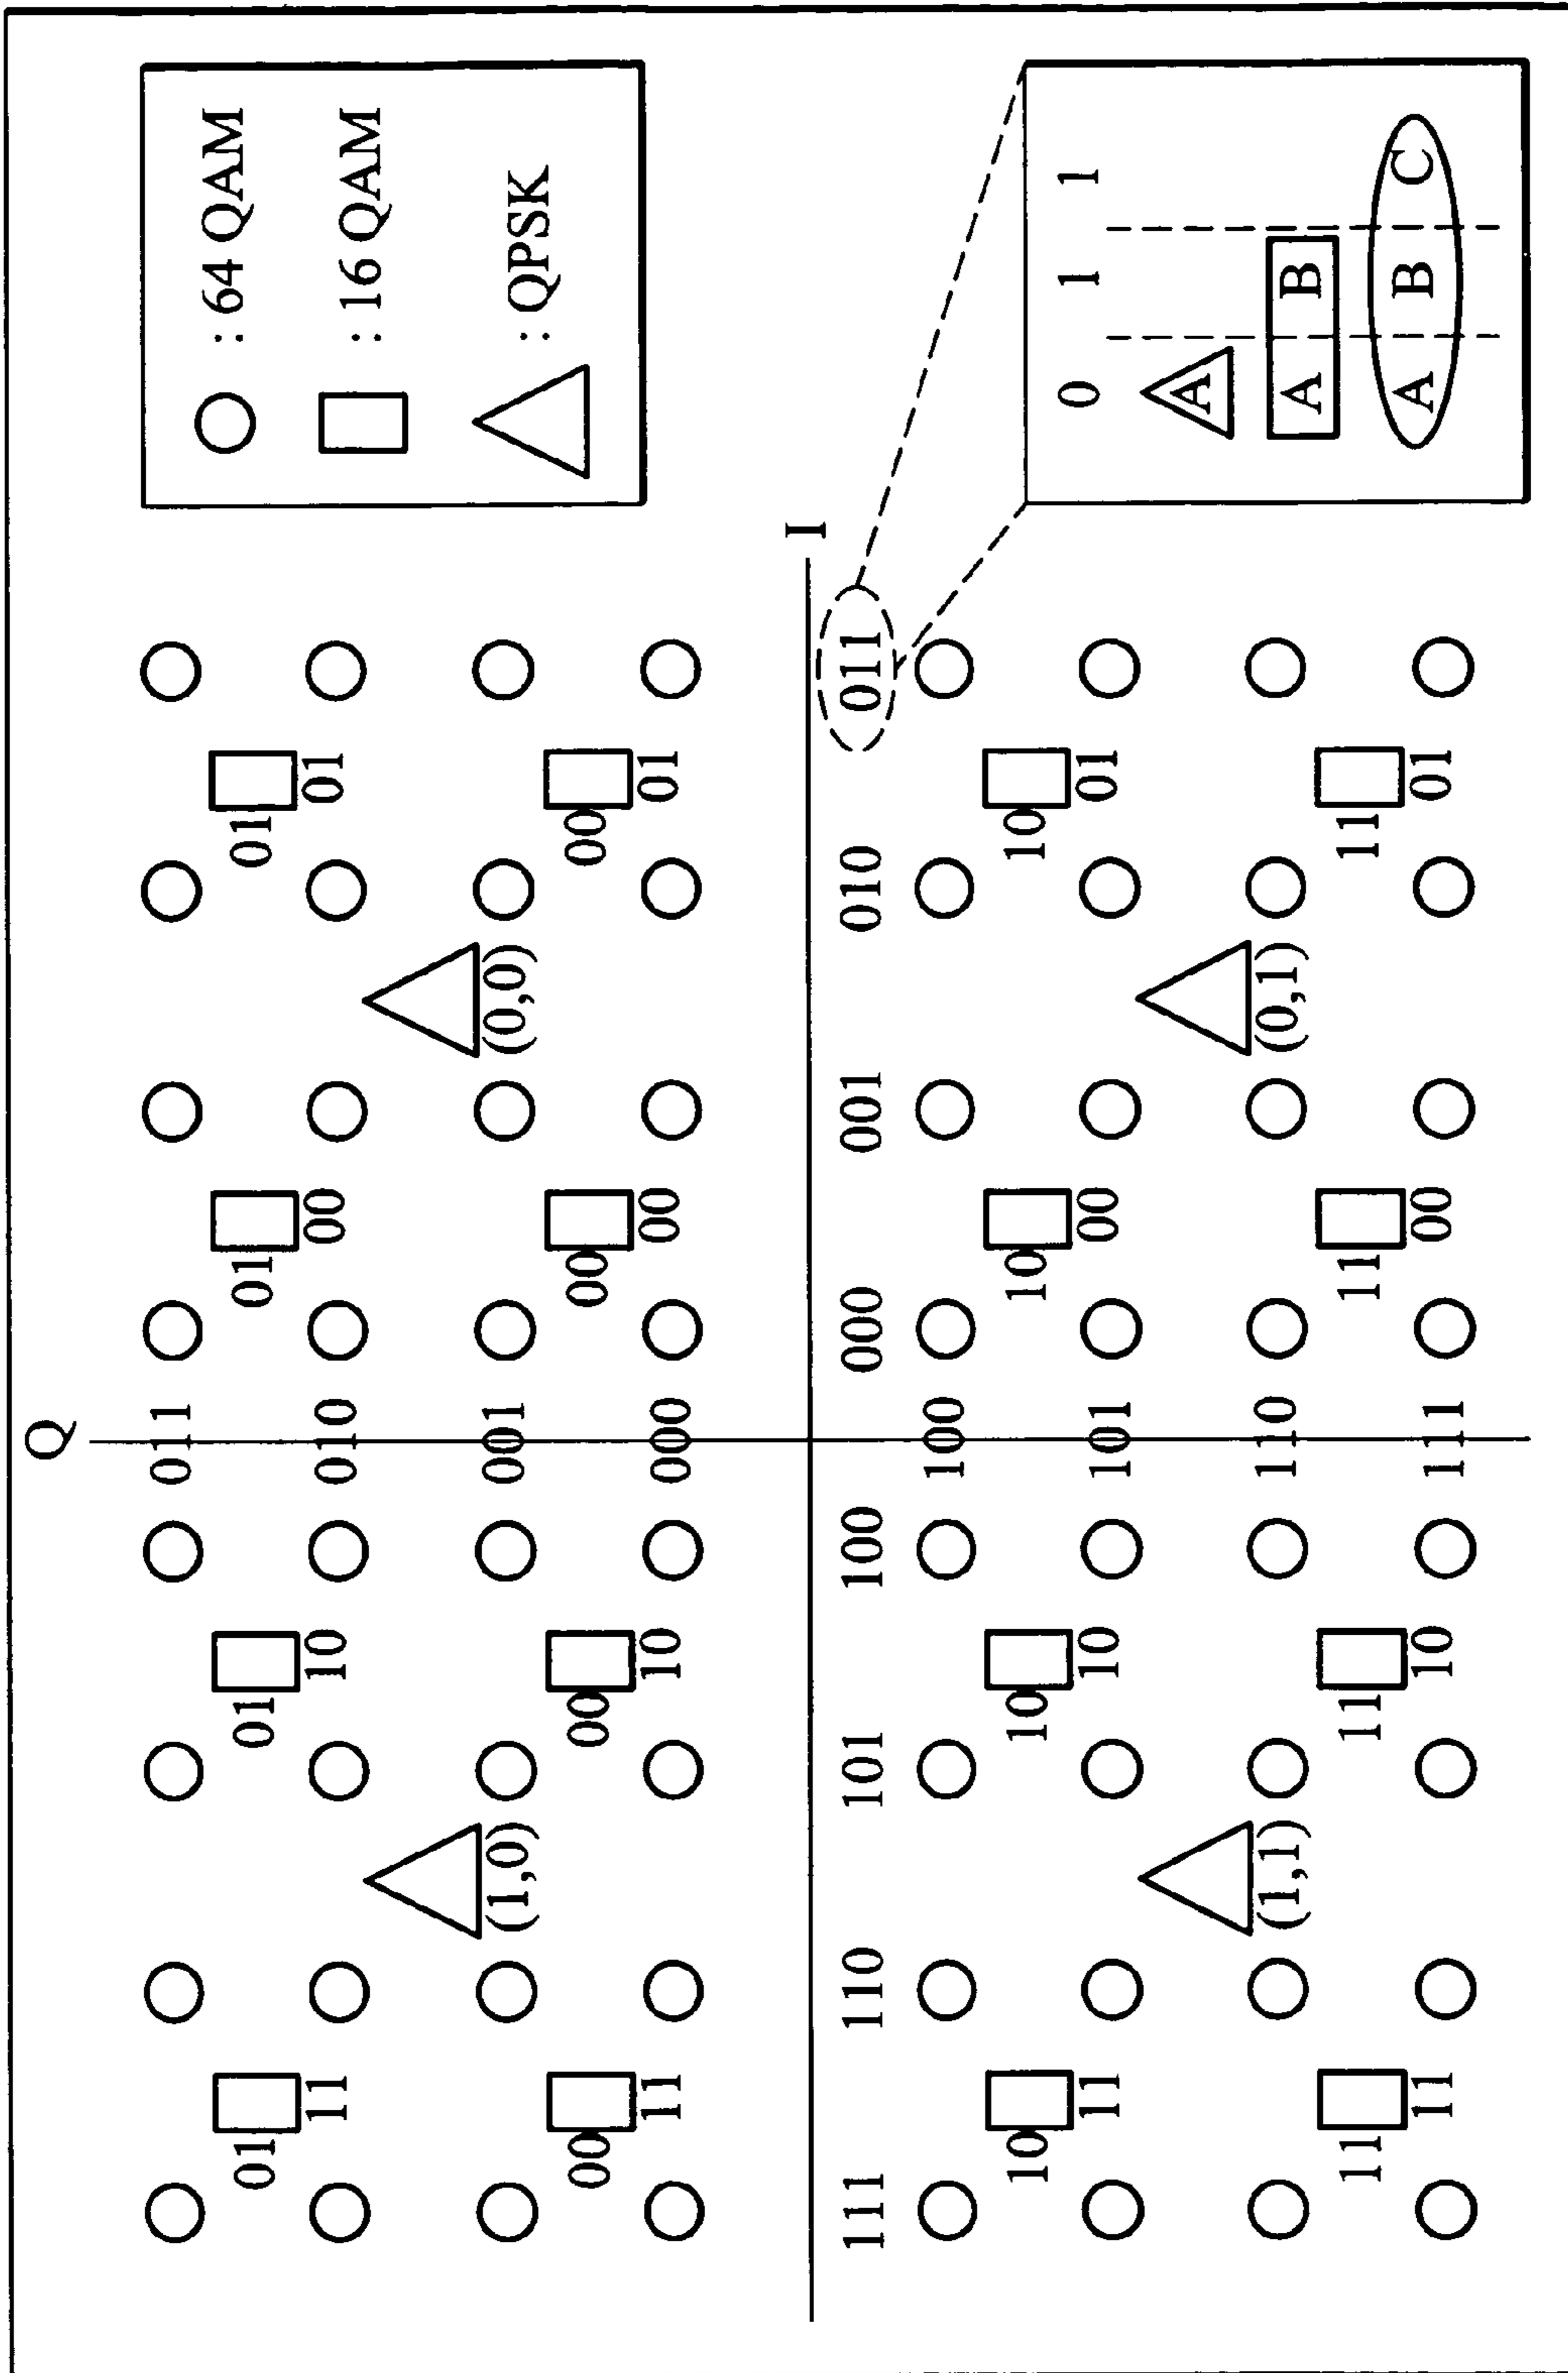 Q
011
: 64 QAM
01 01 01 01
11 10 010 00 01
: 16 QAM
(1,0) 001 (0,0)
: QPSK
00 00 00 00
11 10 000 00 01
I
111 110 101 100 000 001 010 011
100
10 10 10 10
0 1 1
11 10 101 00 01
A
(1,1) 110 (0,1)
A B
11 11 11 11
A B C
11 10 111 00 01